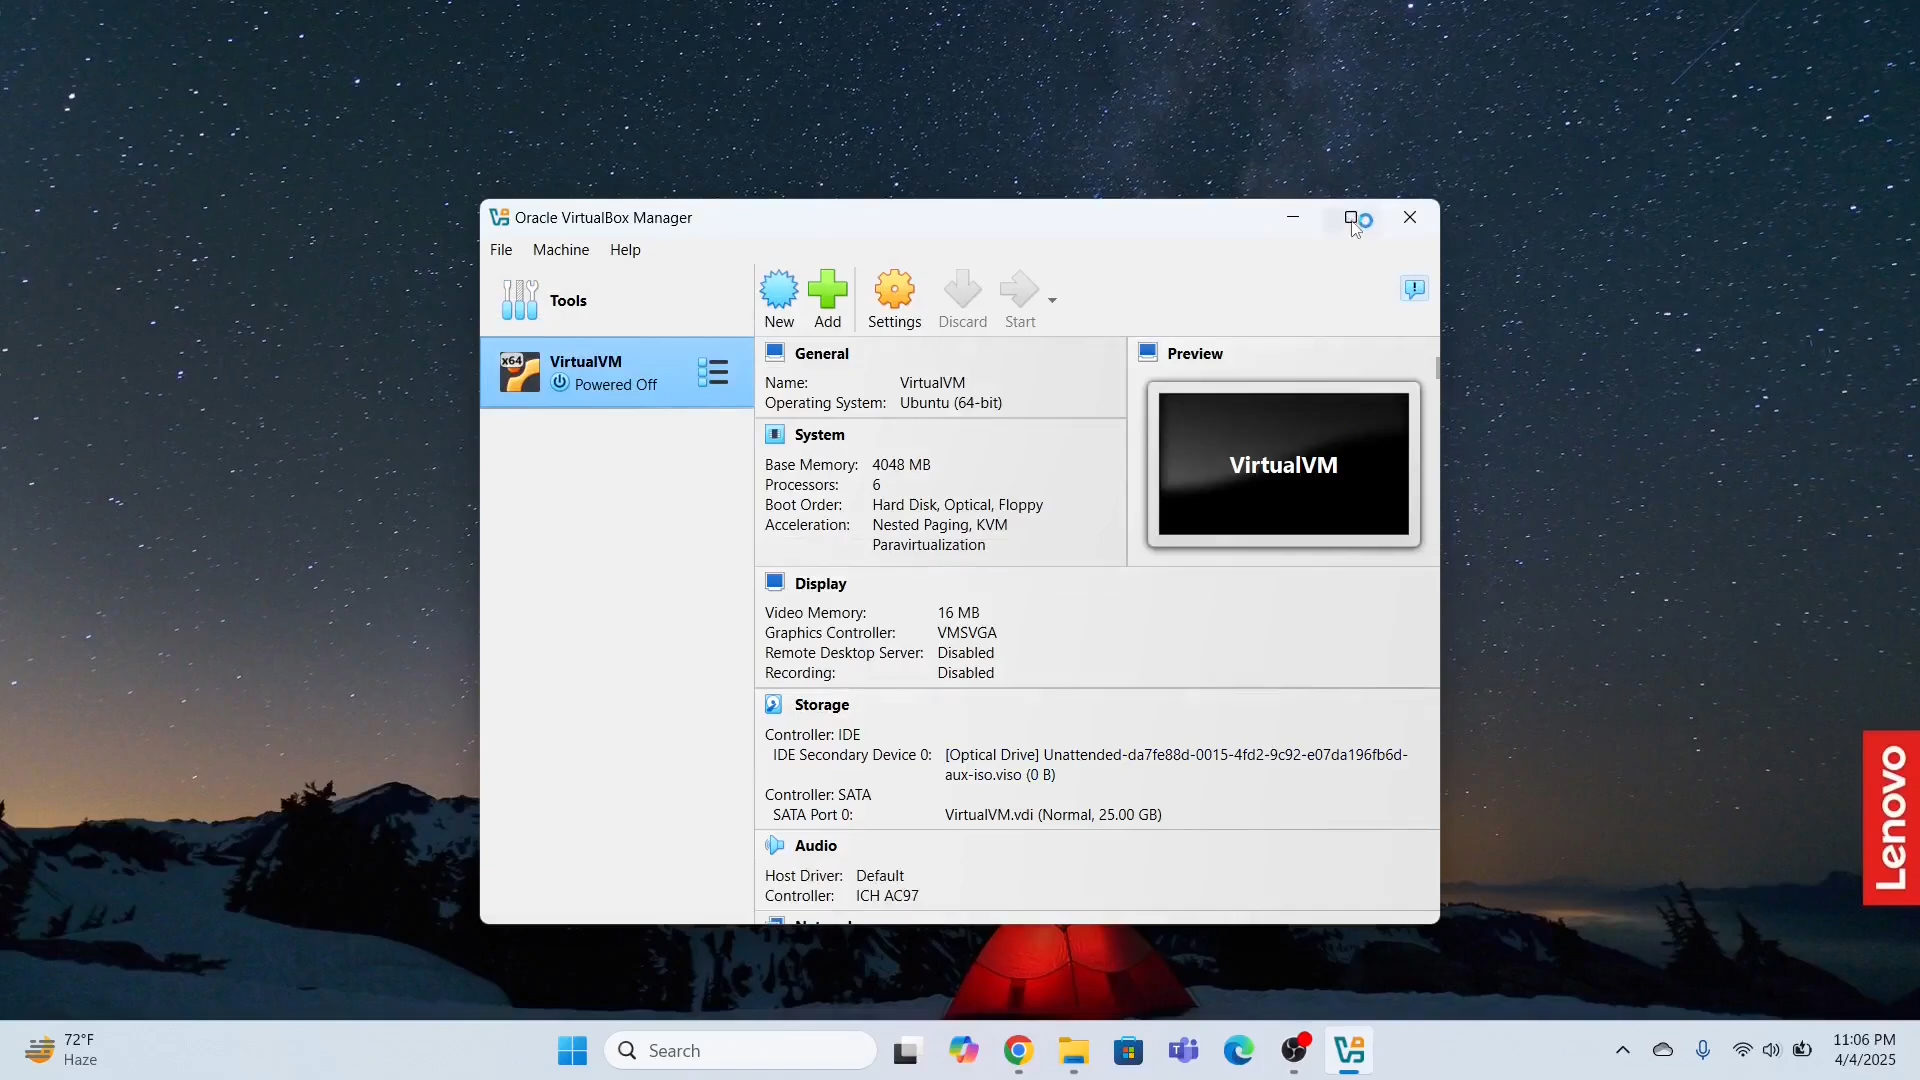 Oracle VirtualBox Manager
File Machine Help
Tools
New Add Settings Discard Start
x64 VirtualVM
Powered Off
General
Name: VirtualVM
Operating System: Ubuntu (64-bit)
Preview
VirtualVM
System
Base Memory: 4048 MB
Processors: 6
Boot Order: Hard Disk, Optical, Floppy
Acceleration: Nested Paging, KVM
Paravirtualization
Display
Video Memory: 16 MB
Graphics Controller: VMSVGA
Remote Desktop Server: Disabled
Recording: Disabled
Storage
Controller: IDE
IDE Secondary Device 0: [Optical Drive] Unattended-da7fe88d-0015-4fd2-9c92-e07da196fb6d-
aux-iso.viso (0 B)
Controller: SATA
SATA Port 0: VirtualVM.vdi (Normal, 25.00 GB)
Audio
Host Driver: Default
Controller: ICH AC97
Lenovo
72°F
Haze
Search
11:06 PM
4/4/2025